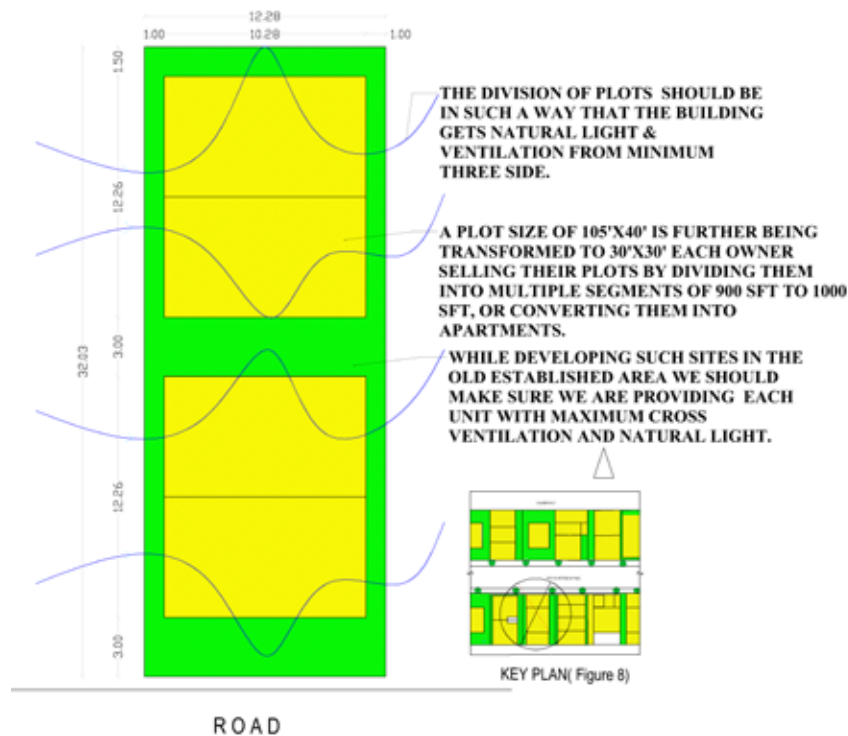 12.28
1.00 10.28 1.00
1.50
THE DIVISION OF PLOTS SHOULD BE
IN SUCH A WAY THAT THE BUILDING
GETS NATURAL LIGHT &
VENTILATION FROM MINIMUM
THREE SIDE.
12.26
A PLOT SIZE OF 105'X40' IS FURTHER BEING
TRANSFORMED TO 30'X30' EACH OWNER
SELLING THEIR PLOTS BY DIVIDING THEM
INTO MULTIPLE SEGMENTS OF 900 SFT TO 1000
SFT, OR CONVERTING THEM INTO
APARTMENTS.
3.00
32.03
WHILE DEVELOPING SUCH SITES IN THE
OLD ESTABLISHED AREA WE SHOULD
MAKE SURE WE ARE PROVIDING EACH
UNIT WITH MAXIMUM CROSS
VENTILATION AND NATURAL LIGHT.
12.26
3.00
KEY PLAN( Figure 8)
ROAD